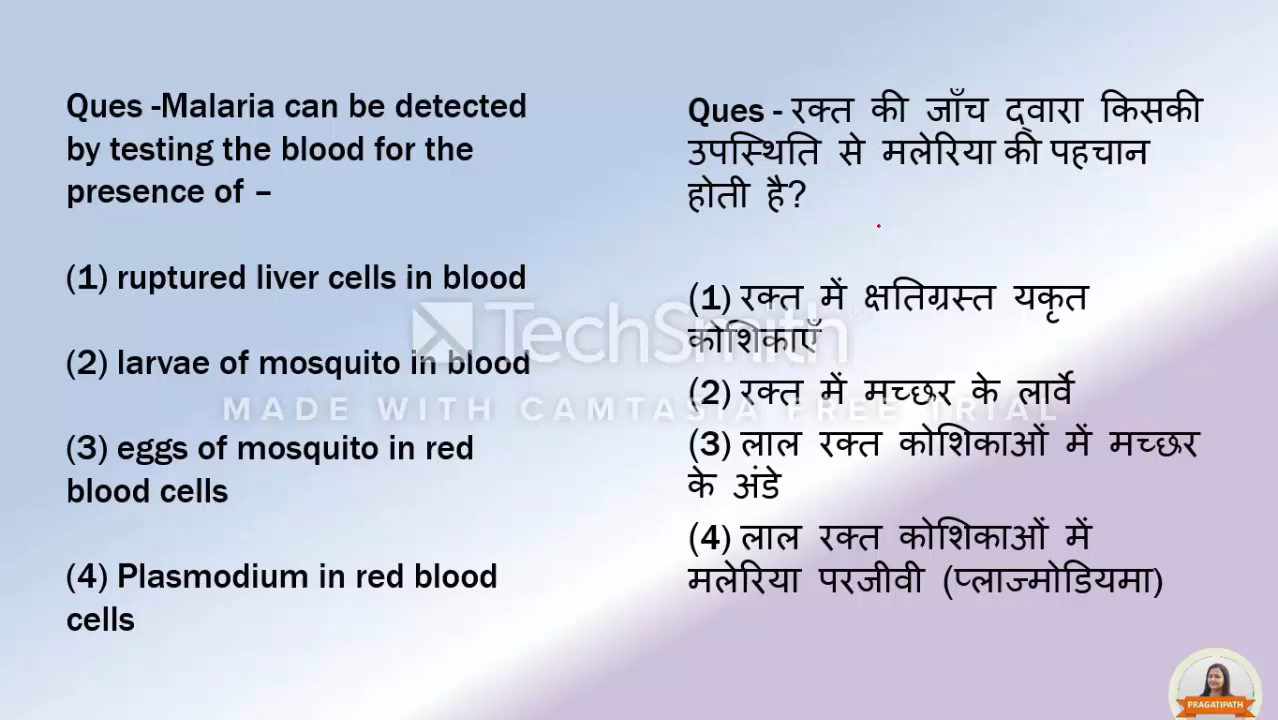 Ques -Malaria can be detected
by testing the blood for the
presence of –
(1) ruptured liver cells in blood
(2) larvae of mosquito in blood
(3) eggs of mosquito in red
blood cells
(4) Plasmodium in red blood
cells
Ques - रक्त की जाँच द्वारा किसकी
उपस्थिति से मलेरिया की पहचान
होती है?
(1) रक्त में क्षतिग्रस्त यकृत
कोशिकाएँ
(2) रक्त में मच्छर के लार्वे
(3) लाल रक्त कोशिकाओं में मच्छर
के अंडे
(4) लाल रक्त कोशिकाओं में
मलेरिया परजीवी (प्लाज्मोडियमा)
TechSmith
MADE WITH CAMTASIA FREE TRIAL
PRAGATIPATH